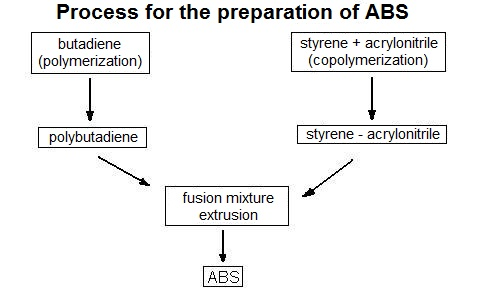 Process for the preparation of ABS
butadiene
(polymerization)
styrene + acrylonitrile
(copolymerization)
polybutadiene
styrene - acrylonitrile
fusion mixture
extrusion
ABS